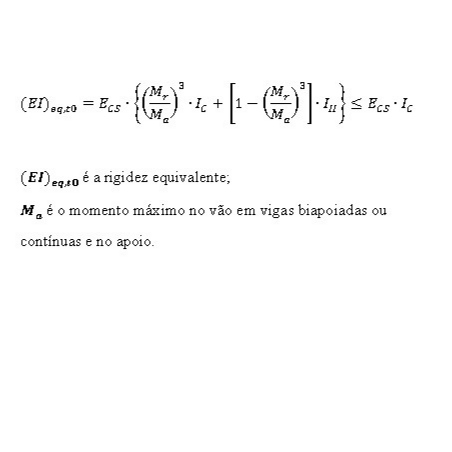 (EI)eq,t0 = ECS · {(Mr/Ma)³ · IC + [1 − (Mr/Ma)³] · III} ≤ ECS · IC
(EI)eq,t0 é a rigidez equivalente;
Ma é o momento máximo no vão em vigas biapoiadas ou
contínuas e no apoio.